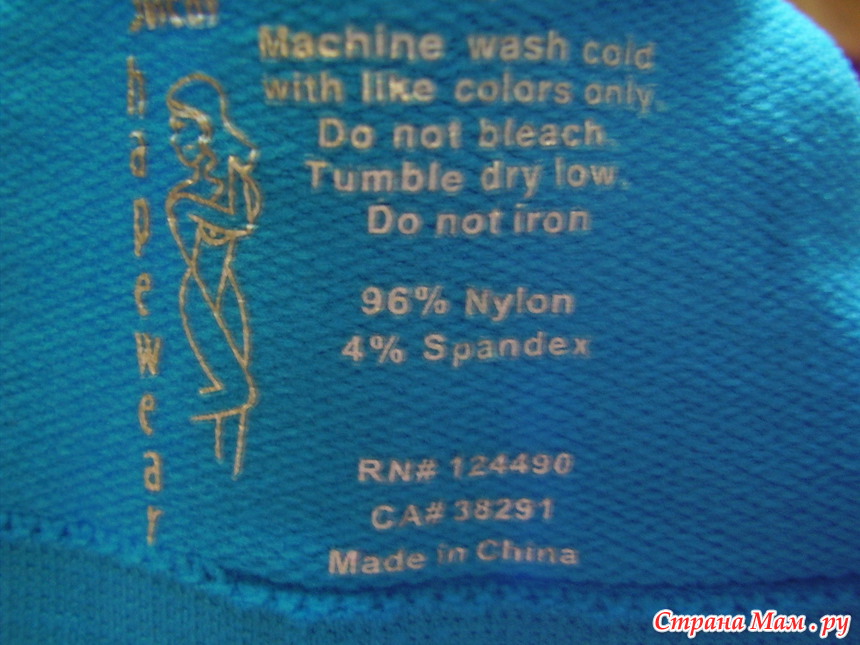 Machine wash cold
with like colors only.
Do not bleach.
Tumble dry low.
Do not iron
96% Nylon
4% Spandex
RN# 124490
CA# 38291
Made in China
hapewear
Страна Мам.ру